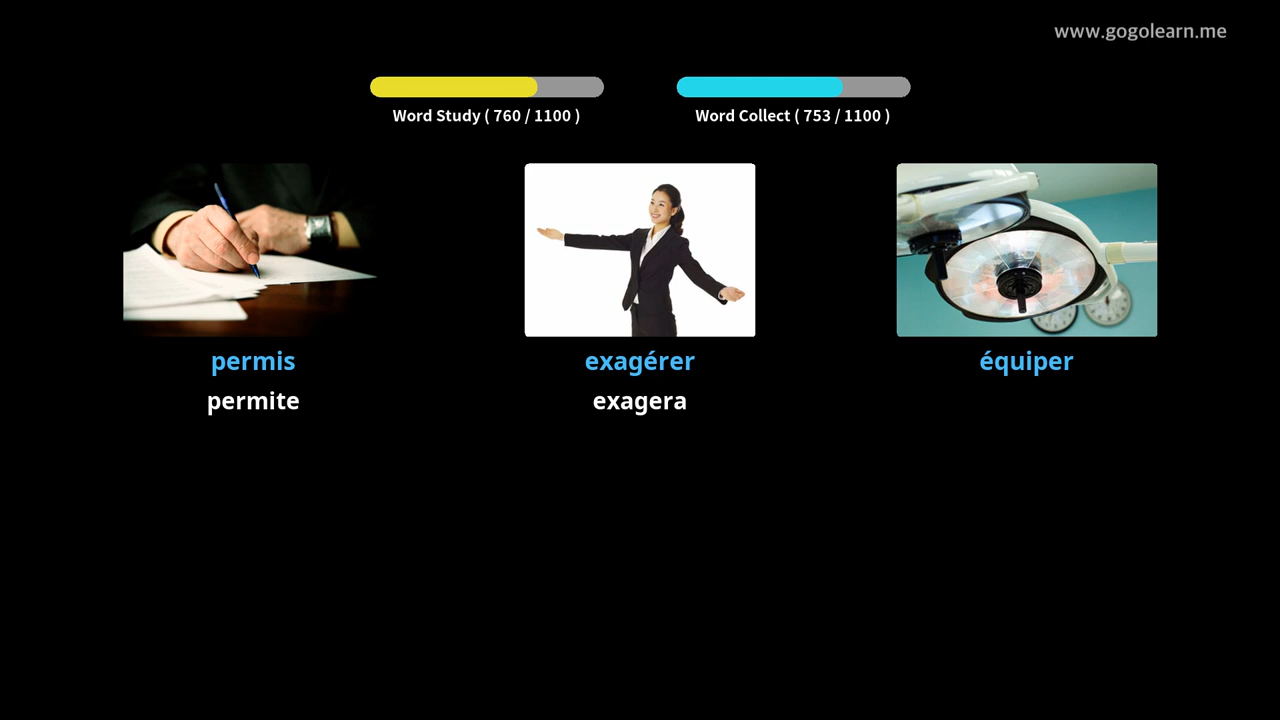 www.gogolearn.me
Word Study ( 760 / 1100 )
Word Collect ( 753 / 1100 )
permis
exagérer
équiper
permite
exagera